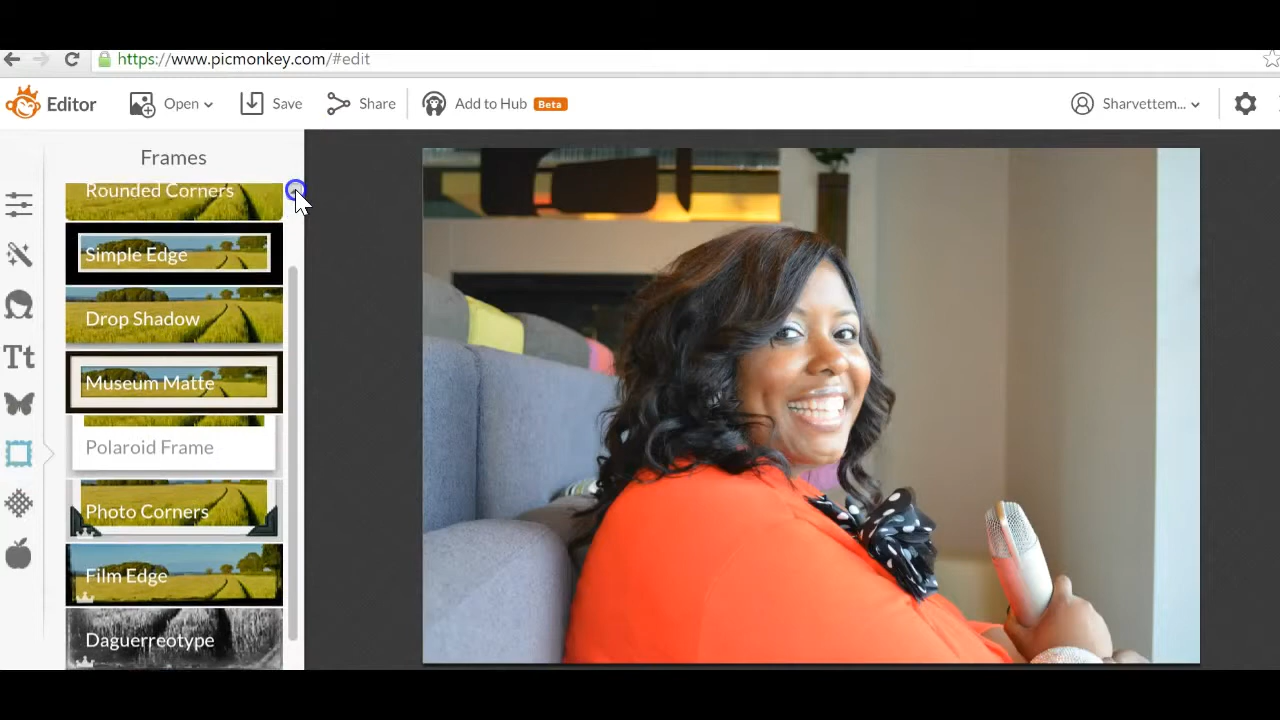 https://www.picmonkey.com/#edit
Editor
Open
Save
Share
Add to Hub
Beta
Sharvettem...
Frames
Rounded Corners
Simple Edge
Drop Shadow
Tt
Museum Matte
Polaroid Frame
Photo Corners
Film Edge
Daguerreotype